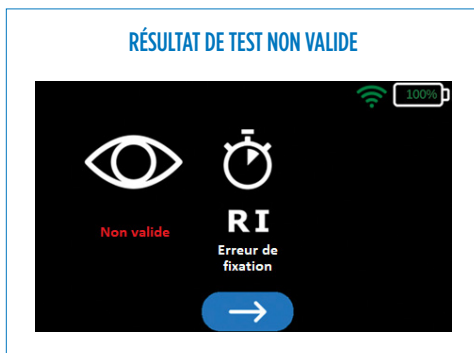 RÉSULTAT DE TEST NON VALIDE
100%
Non valide
RI
Erreur de
fixation